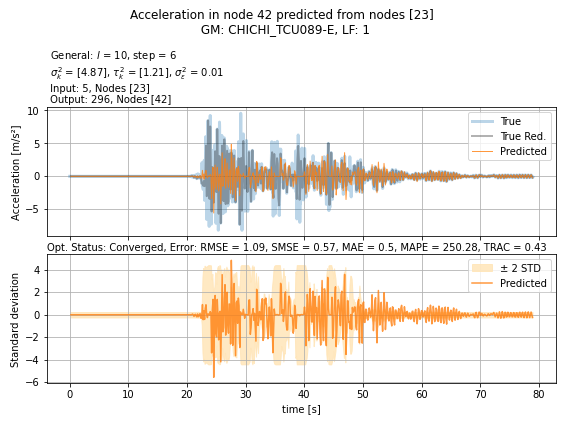 Acceleration in node 42 predicted from nodes [23]
GM: CHICHI_TCU089-E, LF: 1
General: l = 10, step = 6
σ²ₖ = [4.87], τ²ₖ = [1.21], σ²ε = 0.01
Input: 5, Nodes [23]
Output: 296, Nodes [42]
Acceleration [m/s²]
10
5
0
−5
True
True Red.
Predicted
Opt. Status: Converged, Error: RMSE = 1.09, SMSE = 0.57, MAE = 0.5, MAPE = 250.28, TRAC = 0.43
Standard deviation
4
2
0
−2
−4
−6
± 2 STD
Predicted
0 10 20 30 40 50 60 70 80
time [s]